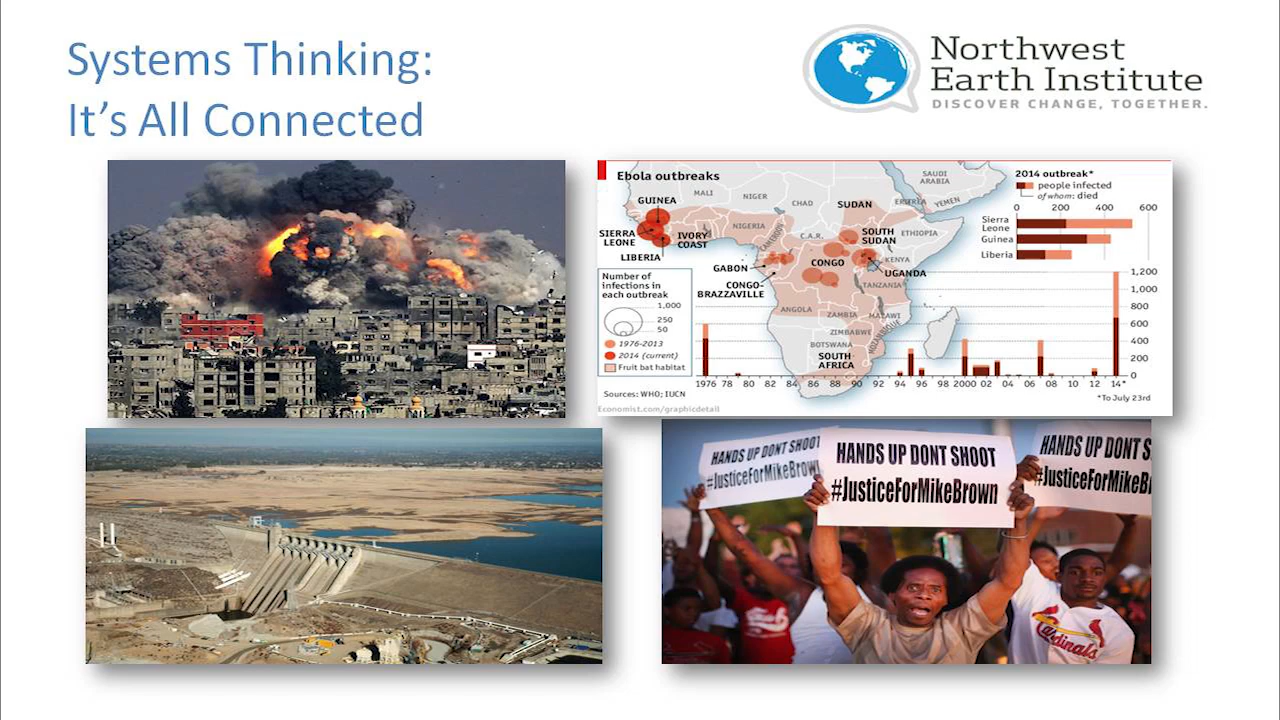 Systems Thinking:
It's All Connected
Northwest
Earth Institute
DISCOVER CHANGE, TOGETHER.
Ebola outbreaks
GUINEA
SIERRA
LEONE
LIBERIA
IVORY
COAST
MALI
NIGER
CHAD
SUDAN
NIGERIA
CAMEROON
C.A.R.
ERITREA
YEMEN
SAUDI
ARABIA
SOUTH
SUDAN
ETHIOPIA
GABON
CONGO-
BRAZZAVILLE
CONGO
KENYA
UGANDA
TANZANIA
ANGOLA
ZAMBIA
MALAWI
MOZAMBIQUE
ZIMBABWE
BOTSWANA
SOUTH
AFRICA
Number of
infections in
each outbreak
1,000
250
50
1976-2013
2014 (current)
Fruit bat habitat
Sources: WHO; IUCN
Economist.com/graphicdetail
2014 outbreak*
people infected
of whom: died
0 200 400 600
Sierra
Leone
Guinea
Liberia
1,200
1,000
800
600
400
200
0
1976 78 80 82 84 86 88 90 92 94 96 98 2000 02 04 06 08 10 12 14*
*To July 23rd
HANDS UP DONT SHOOT
#JusticeForMikeBrown
HANDS UP DONT SHOOT
#JusticeForMikeBrown
HANDS UP DONT S
#JusticeForMikeB
Cardinals